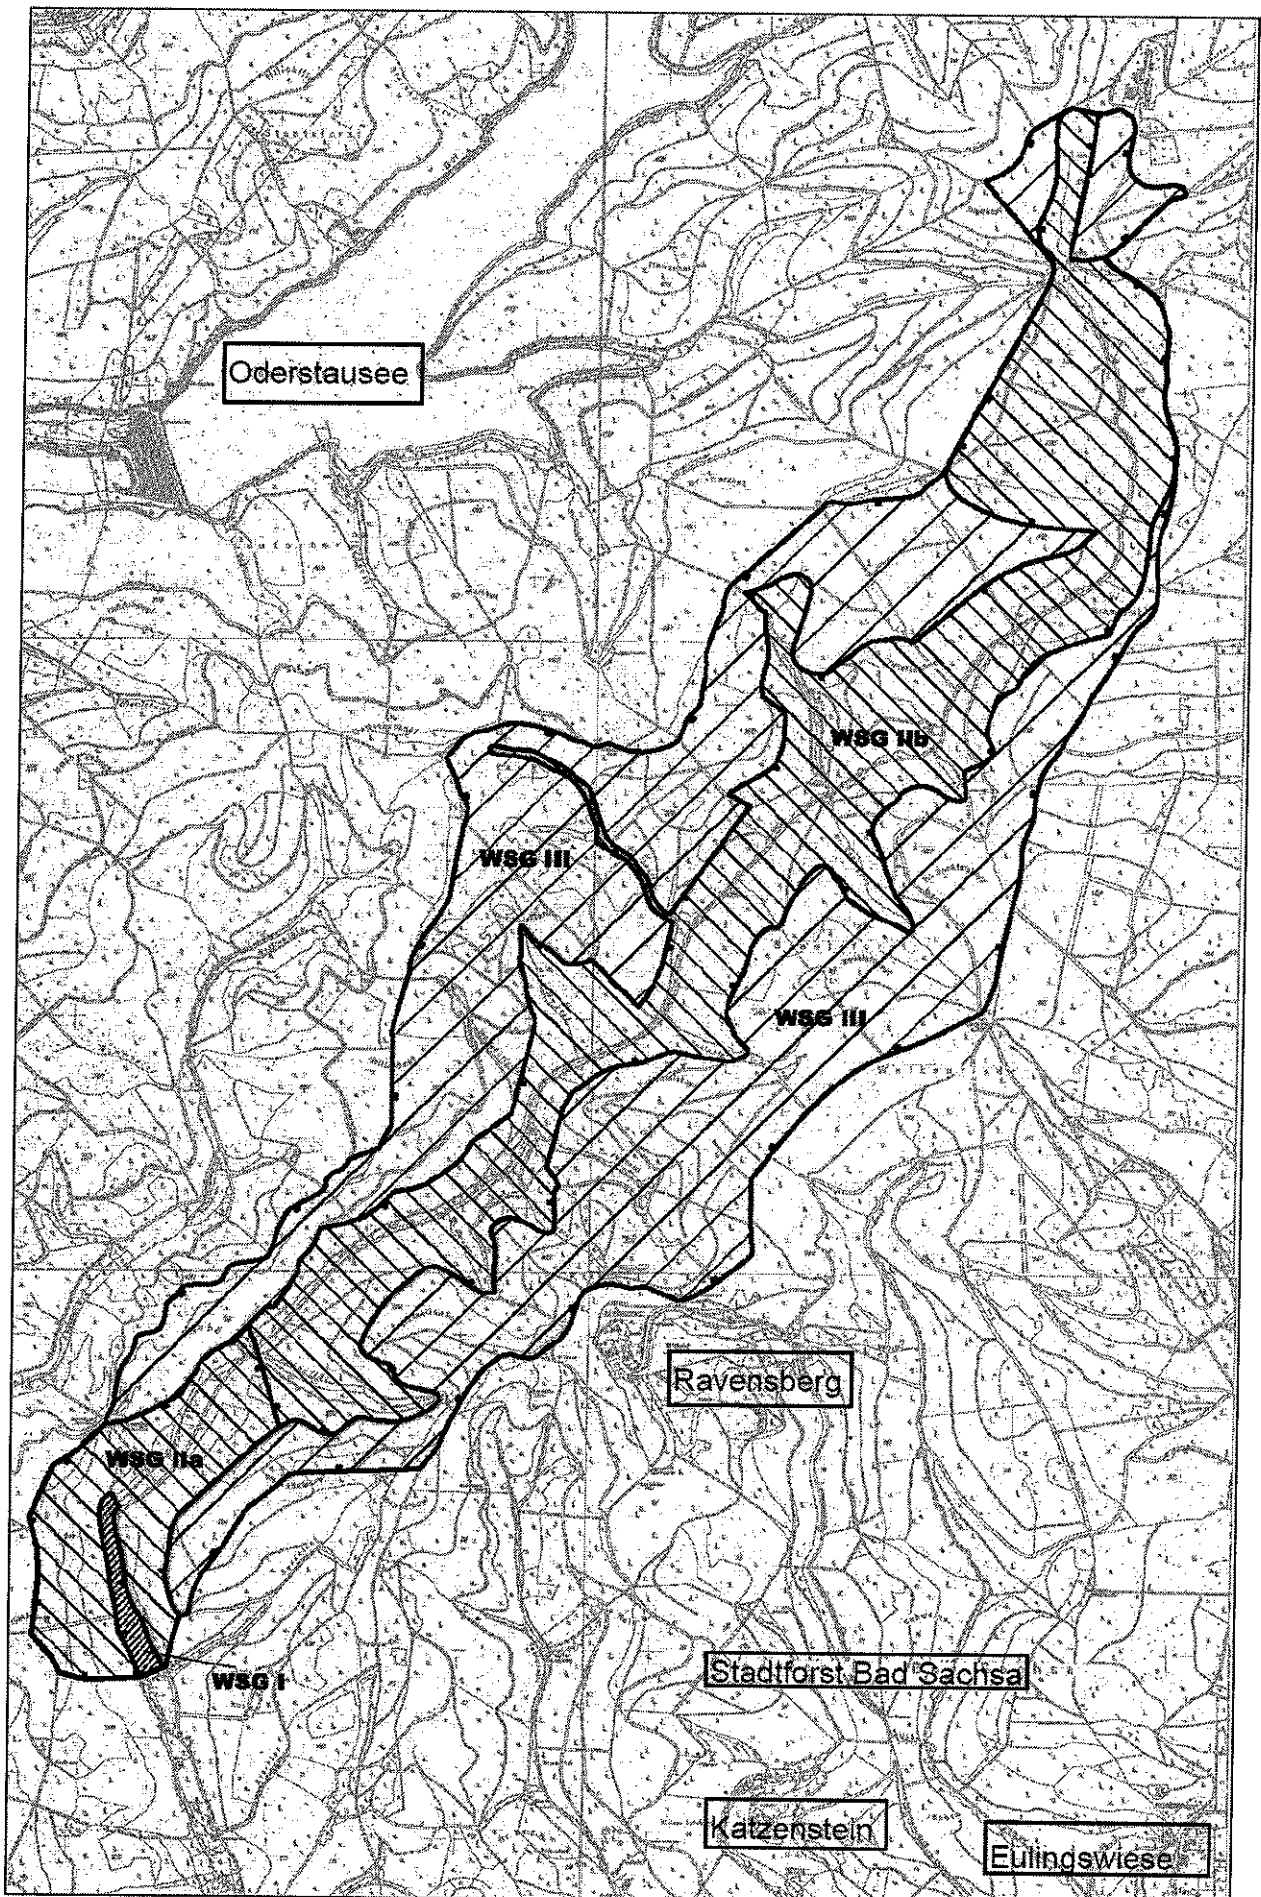 Oderstausee
WSG IIb
WSG III
WSG III
Ravensberg
WSG IIa
Stadtforst Bad Sachsa
WSG I
Katzenstein
Eulingswiese